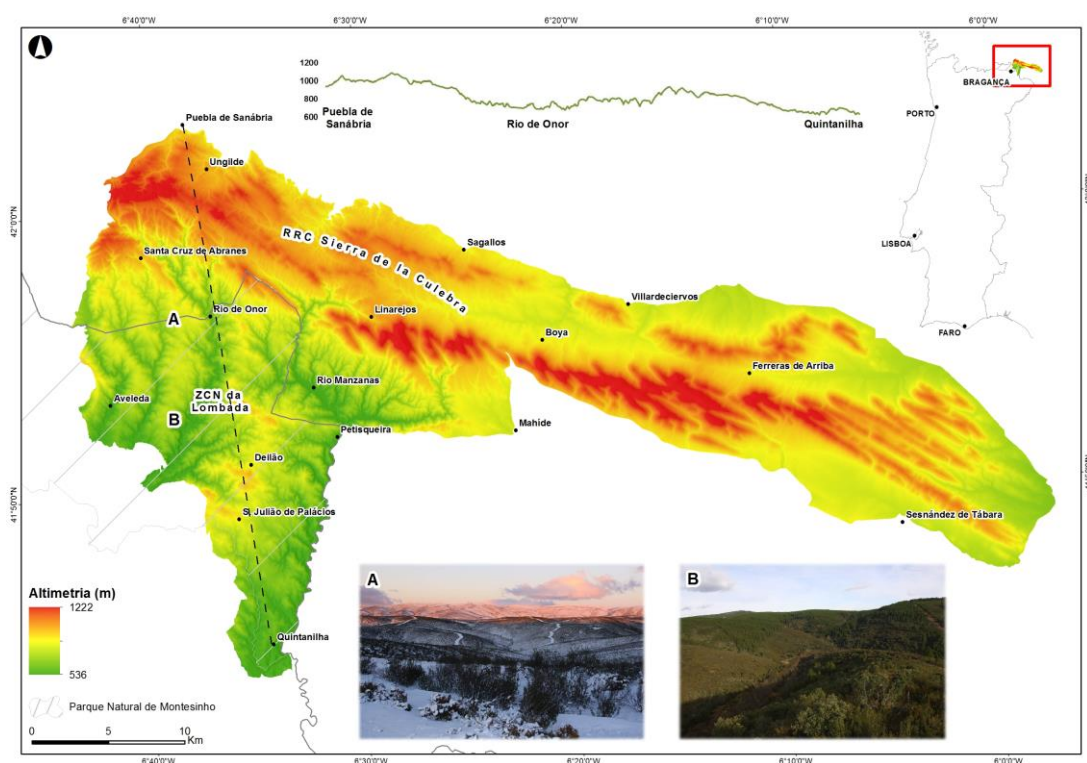 6°40'0"W
6°30'0"W
6°20'0"W
6°10'0"W
6°0'0"W
1200
1000
800
600
Puebla de
Sanábria
Rio de Onor
Quintanilha
BRAGANÇA
PORTO
LISBOA
FARO
Puebla de Sanábria
Ungilde
42°0'0"N
Santa Cruz de Abranes
RRC Sierra de la Culebra
Sagallos
Villardeciervos
A
Rio de Onor
Linarejos
Boya
Ferreras de Arriba
Rio Manzanas
ZCN da
Lombada
Aveleda
B
Petisqueira
Mahide
Deilão
41°50'0"N
S. Julião de Palácios
Sesnández de Tábara
Quintanilha
Altimetria (m)
1222
536
Parque Natural de Montesinho
0
5
10
Km
A
B
6°40'0"W
6°30'0"W
6°20'0"W
6°10'0"W
6°0'0"W